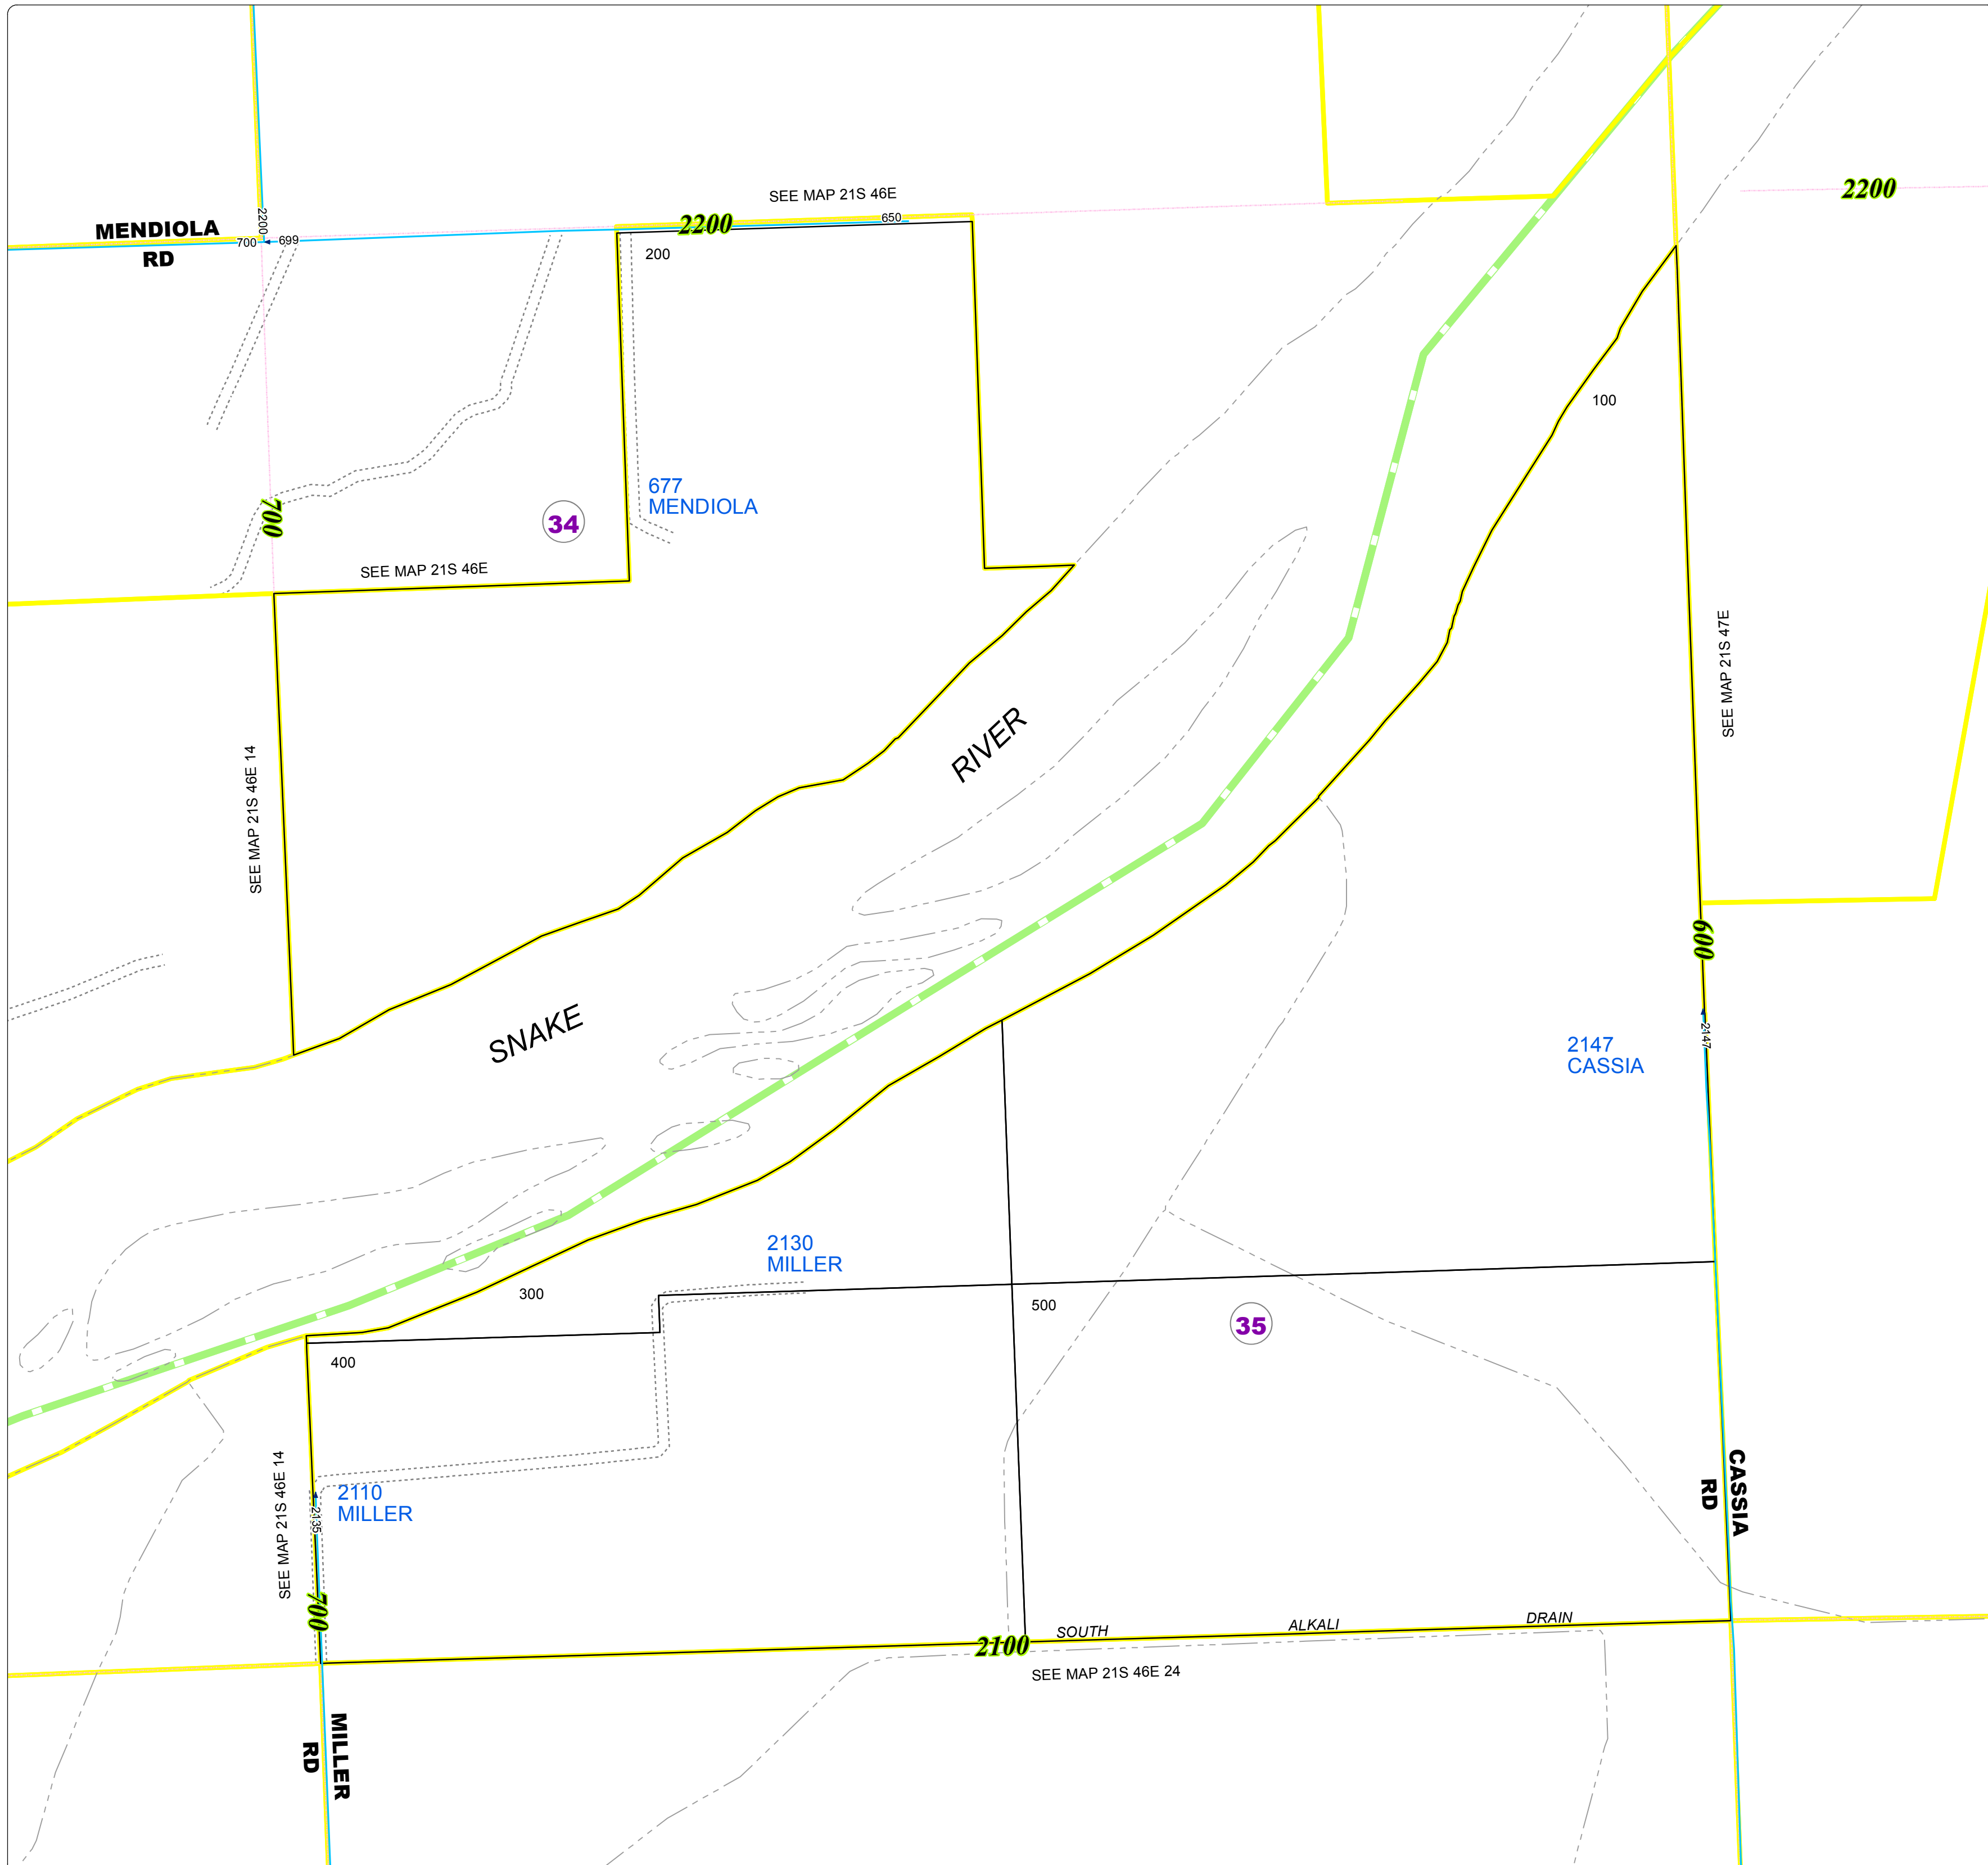 SEE MAP 21S 46E
2200
2200
MENDIOLA
RD
2200
700
699
650
200
100
677
MENDIOLA
700
34
SEE MAP 21S 46E
SEE MAP 21S 47E
RIVER
SEE MAP 21S 46E 14
600
SNAKE
2147
2147
CASSIA
2130
MILLER
300
500
35
400
SEE MAP 21S 46E 14
2110
MILLER
2135
CASSIA
RD
700
SOUTH ALKALI DRAIN
2100
SEE MAP 21S 46E 24
MILLER
RD